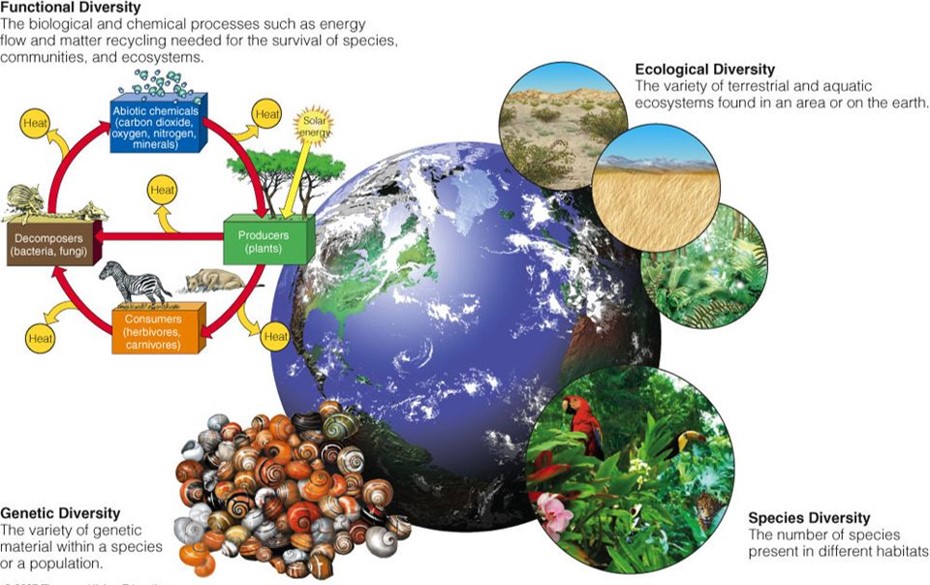 Functional Diversity
The biological and chemical processes such as energy
flow and matter recycling needed for the survival of species,
communities, and ecosystems.
Heat
Abiotic chemicals
(carbon dioxide,
oxygen, nitrogen,
minerals)
Heat
Solar
energy
Heat
Decomposers
(bacteria, fungi)
Producers
(plants)
Consumers
(herbivores,
carnivores)
Heat
Heat
Ecological Diversity
The variety of terrestrial and aquatic
ecosystems found in an area or on the earth.
Genetic Diversity
The variety of genetic
material within a species
or a population.
Species Diversity
The number of species
present in different habitats